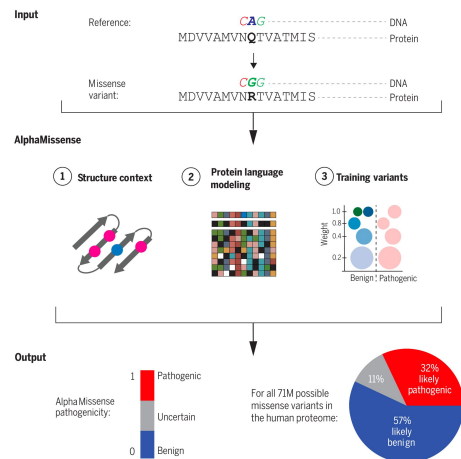 Input
Reference:
CAG
DNA
MDVVAMVNQTVATMIS
Protein
Missense
variant:
CGG
DNA
MDVVAMVNRTVATMIS
Protein
AlphaMissense
1 Structure context
2 Protein language
modeling
3 Training variants
Weight
1.0
0.8
0.4
0.2
Benign
Pathogenic
Output
AlphaMissense
pathogenicity:
1
Pathogenic
Uncertain
0
Benign
For all 71M possible
missense variants in
the human proteome:
32%
likely
pathogenic
11%
57%
likely
benign